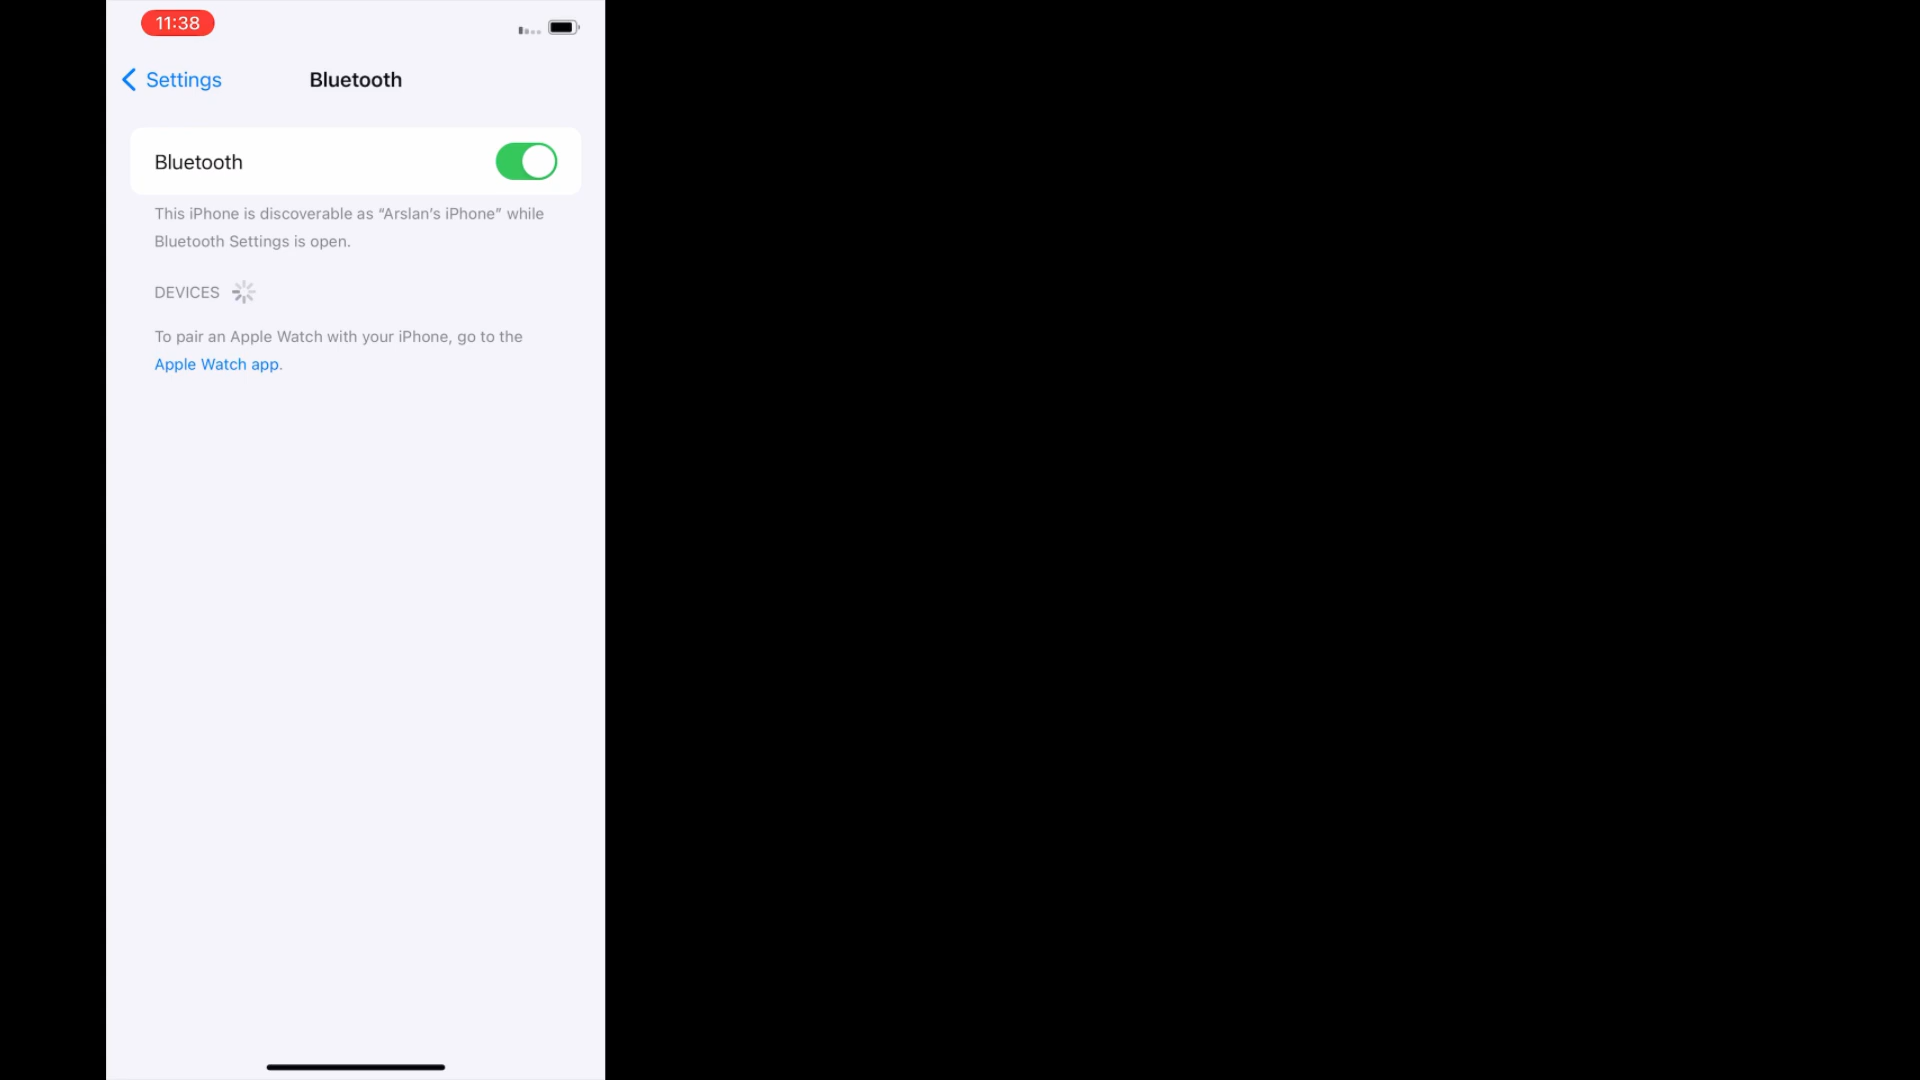 11:38
Settings
Bluetooth
Bluetooth
This iPhone is discoverable as “Arslan’s iPhone” while
Bluetooth Settings is open.
DEVICES
To pair an Apple Watch with your iPhone, go to the
Apple Watch app.